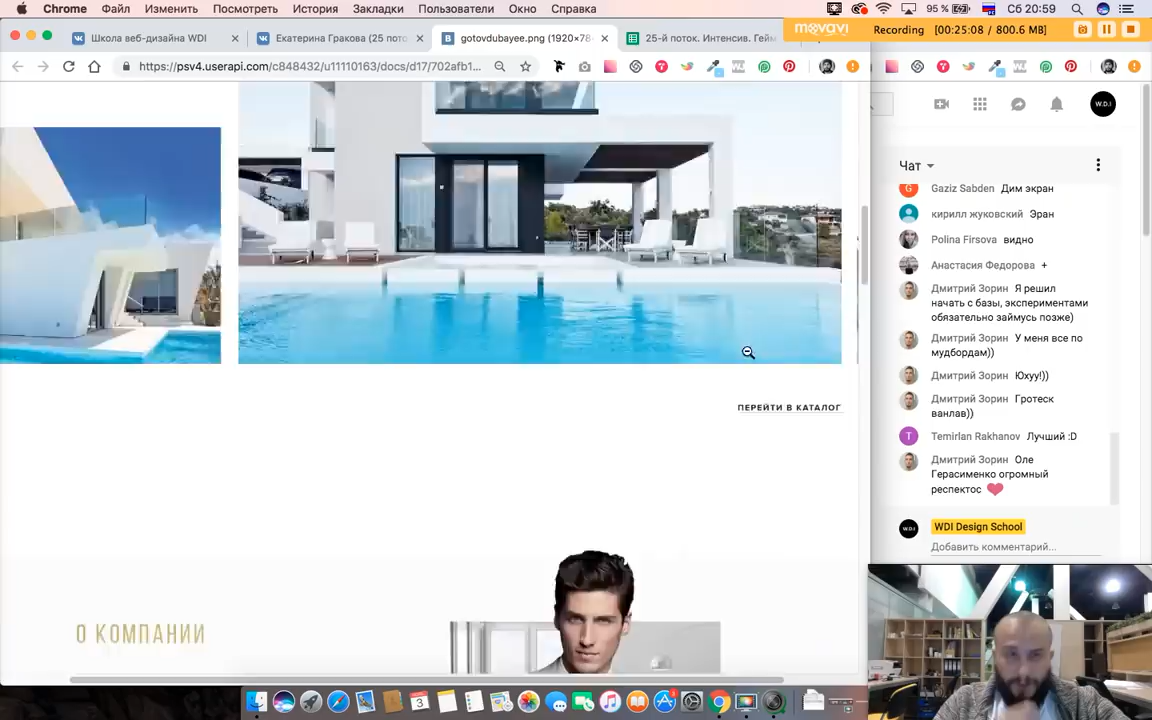 Chrome Файл Изменить Посмотреть История Закладки Пользователи Окно Справка 95 % Сб 20:59
Школа веб-дизайна WDI
Екатерина Гракова (25 пото
gotovdubayee.png (1920×78
25-й поток. Интенсив. Гейм
movavi
Recording [00:25:08 / 800.6 MB]
https://psv4.userapi.com/c848432/u11110163/docs/d17/702afb1...
W.D.I
Чат
Gaziz Sabden Дим экран
кирилл жуковский Эран
Polina Firsova видно
Анастасия Федорова +
Дмитрий Зорин Я решил
начать с базы, экспериментами
обязательно займусь позже)
Дмитрий Зорин У меня все по
мудбордам))
Дмитрий Зорин Юхуу!))
Дмитрий Зорин Гротеск
ванлав))
Temirlan Rakhanov Лучший :D
Дмитрий Зорин Оле
Герасименко огромный
респектос
WDI Design School
Добавить комментарий...
ПЕРЕЙТИ В КАТАЛОГ
О КОМПАНИИ